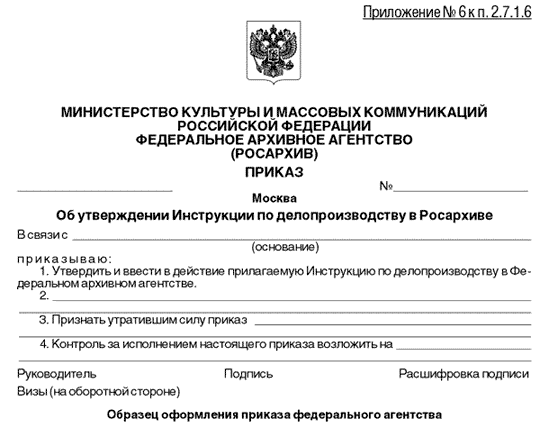 Приложение № 6 к п. 2.7.1.6
МИНИСТЕРСТВО КУЛЬТУРЫ И МАССОВЫХ КОММУНИКАЦИЙ
РОССИЙСКОЙ ФЕДЕРАЦИИ
ФЕДЕРАЛЬНОЕ АРХИВНОЕ АГЕНТСТВО
(РОСАРХИВ)
ПРИКАЗ
№
Москва
Об утверждении Инструкции по делопроизводству в Росархиве
В связи с
(основание)
приказываю:
1. Утвердить и ввести в действие прилагаемую Инструкцию по делопроизводству в Фе-
деральном архивном агентстве.
2.
3. Признать утратившим силу приказ
4. Контроль за исполнением настоящего приказа возложить на
Руководитель Подпись Расшифровка подписи
Визы (на оборотной стороне)
Образец оформления приказа федерального агентства